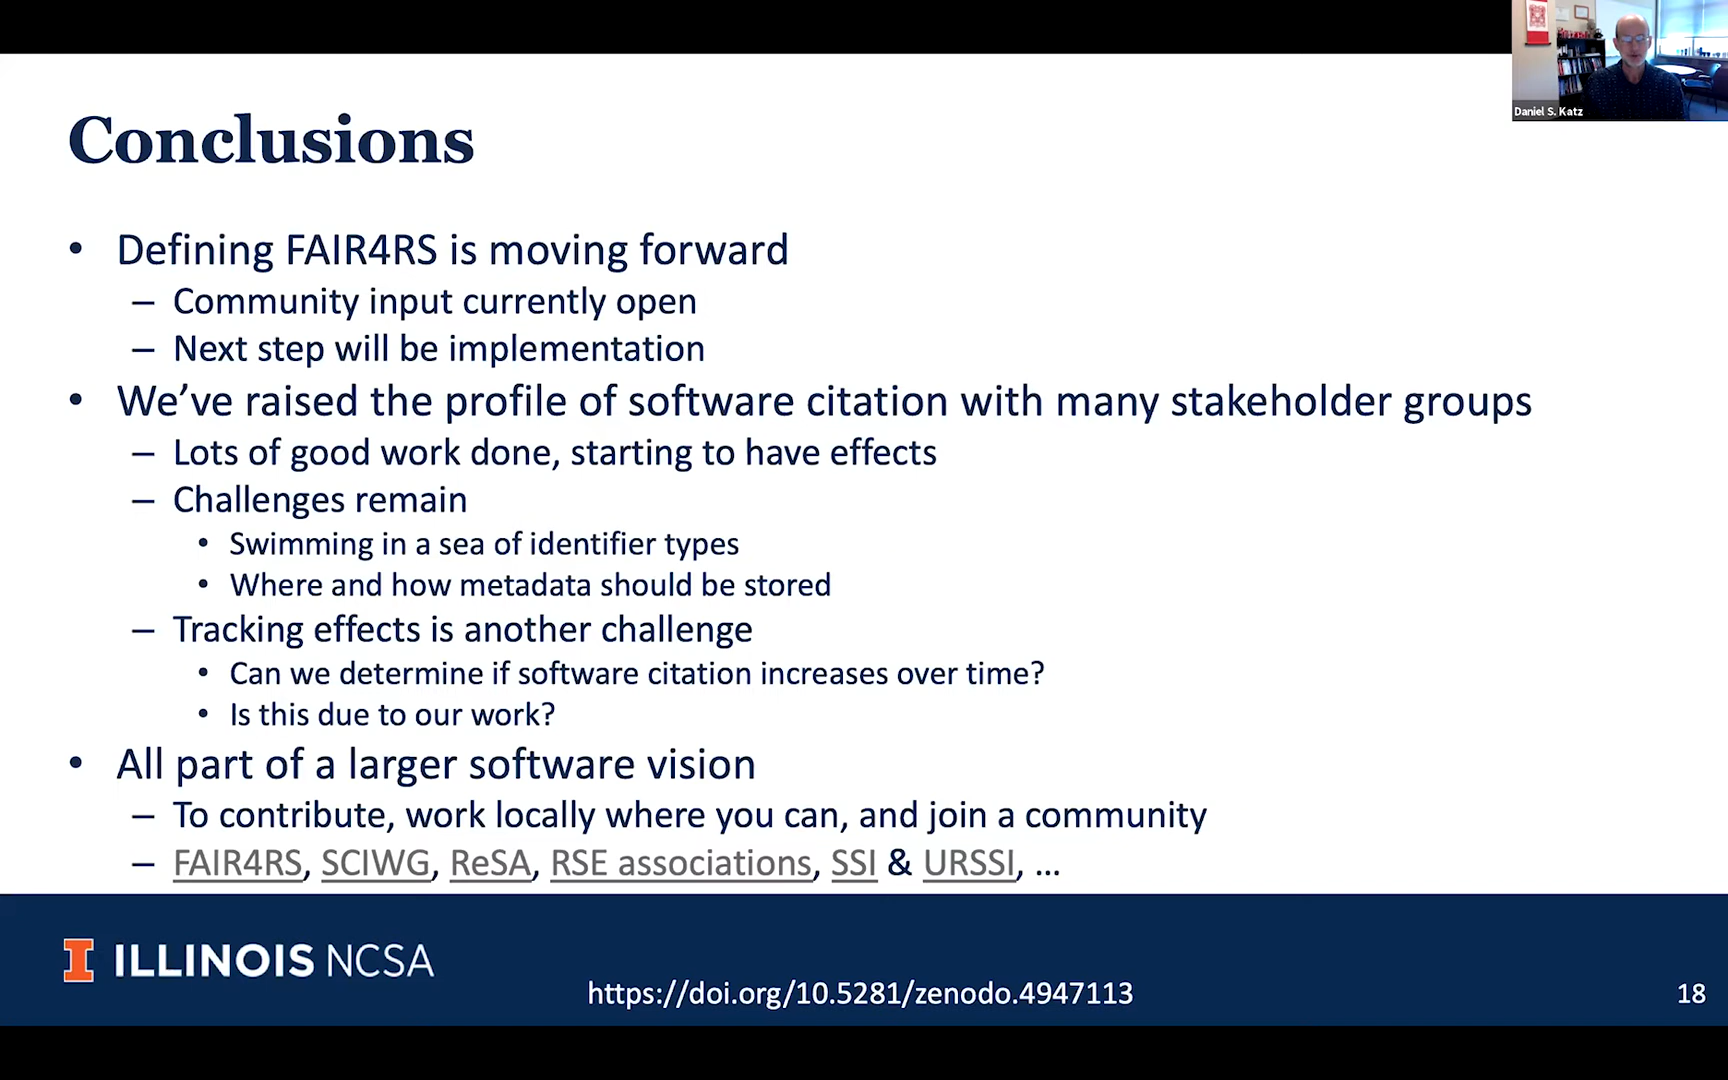 Daniel S. Katz
Conclusions
• Defining FAIR4RS is moving forward
– Community input currently open
– Next step will be implementation
• We’ve raised the profile of software citation with many stakeholder groups
– Lots of good work done, starting to have effects
– Challenges remain
• Swimming in a sea of identifier types
• Where and how metadata should be stored
– Tracking effects is another challenge
• Can we determine if software citation increases over time?
• Is this due to our work?
• All part of a larger software vision
– To contribute, work locally where you can, and join a community
– FAIR4RS, SCIWG, ReSA, RSE associations, SSI & URSSI, ...
I ILLINOIS NCSA
https://doi.org/10.5281/zenodo.4947113
18